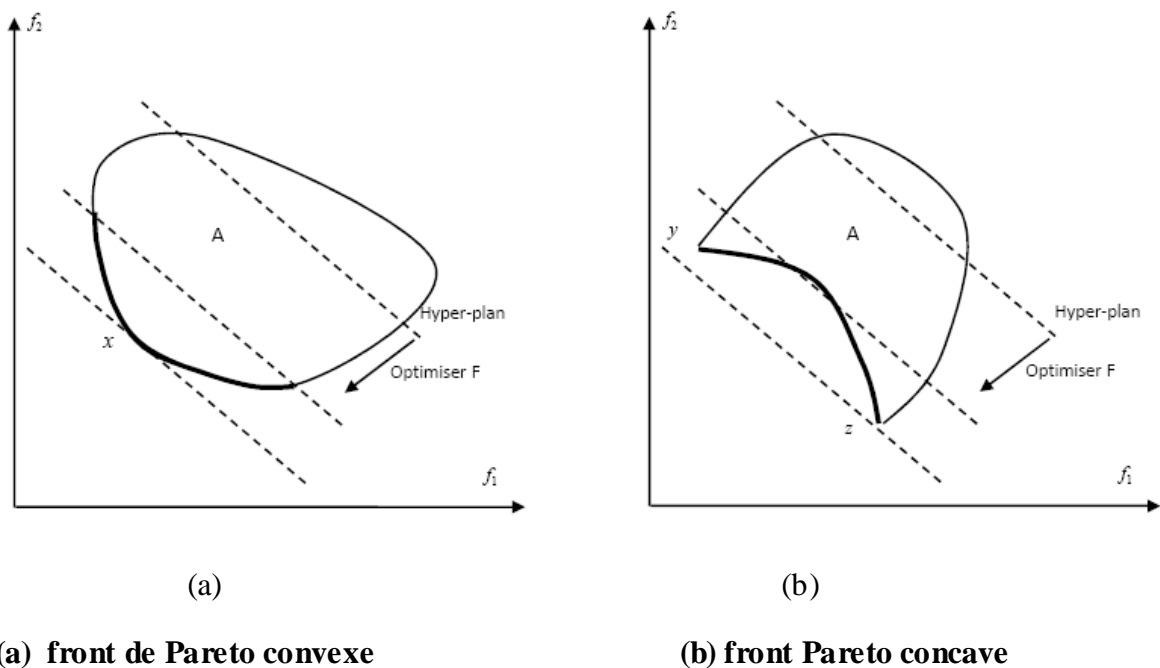 f₂
A
x
Hyper-plan
Optimiser F
f₁
(a)
(a) front de Pareto convexe
f₂
y
A
z
Hyper-plan
Optimiser F
f₁
(b)
(b) front Pareto concave